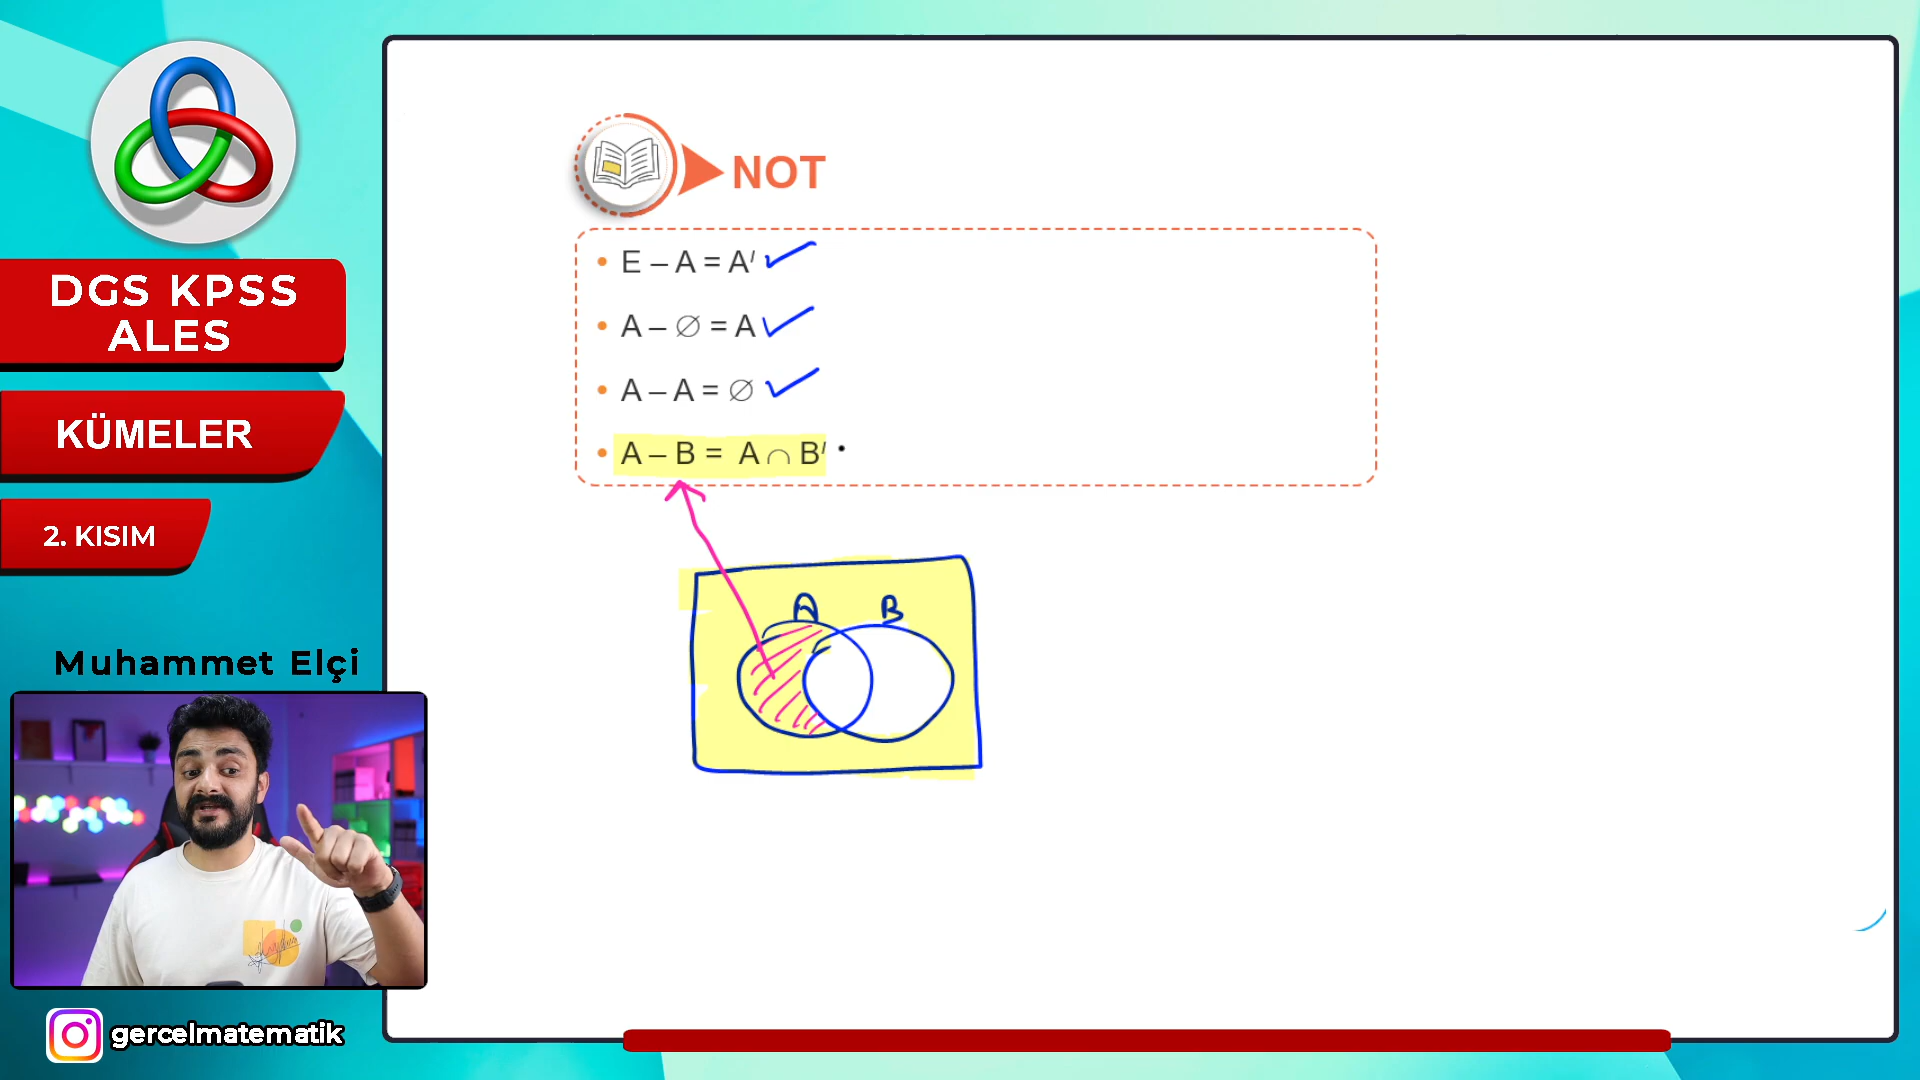 DGS KPSS
ALES
KÜMELER
2. KISIM
Muhammet Elçi
gercelmatematik
NOT
• E – A = A′
• A – ∅ = A
• A – A = ∅
• A – B = A ∩ B′
A B